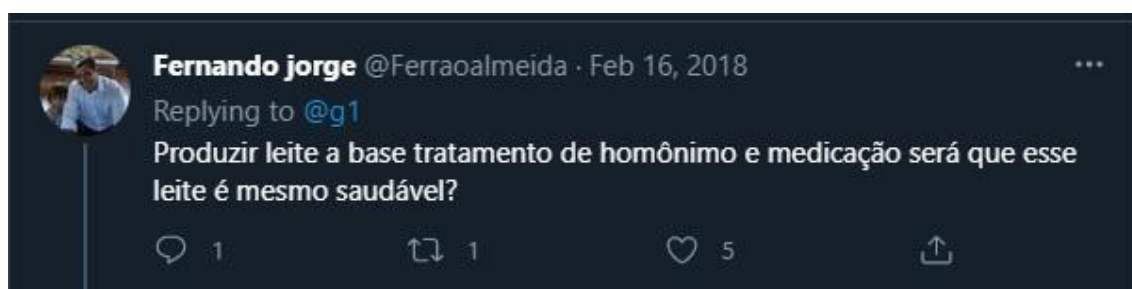 Fernando jorge @Ferraoalmeida · Feb 16, 2018
Replying to @g1
Produzir leite a base tratamento de homônimo e medicação será que esse
leite é mesmo saudável?
1 1 5